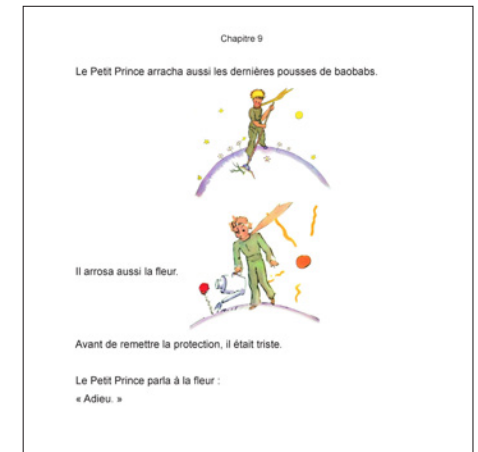 Chapitre 9
Le Petit Prince arracha aussi les dernières pousses de baobabs.
Il arrosa aussi la fleur.
Avant de remettre la protection, il était triste.
Le Petit Prince parla à la fleur :
« Adieu. »